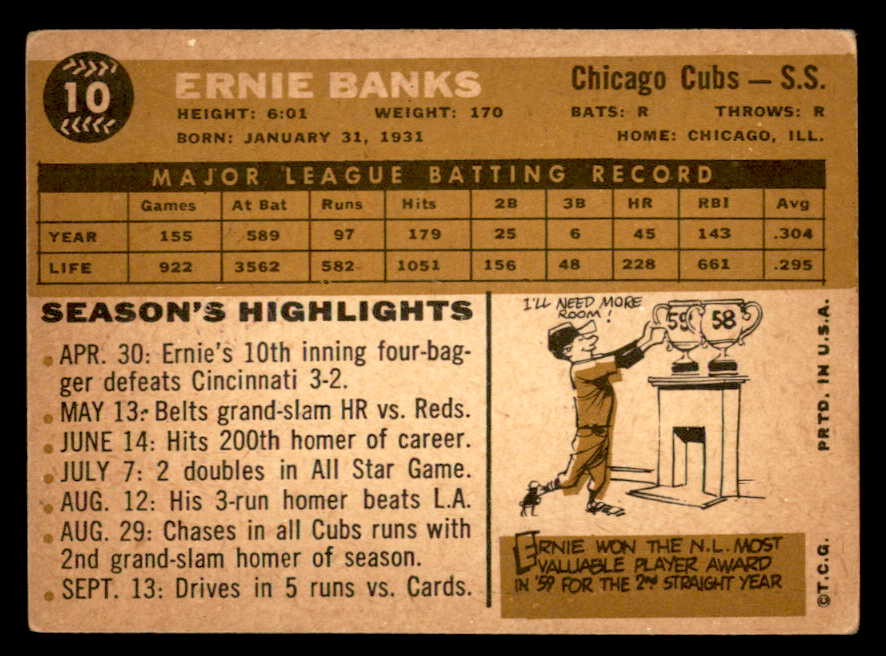 10
ERNIE BANKS
Chicago Cubs — S.S.
HEIGHT: 6:01 WEIGHT: 170 BATS: R THROWS: R
BORN: JANUARY 31, 1931 HOME: CHICAGO, ILL.
MAJOR LEAGUE BATTING RECORD
Games At Bat Runs Hits 2B 3B HR RBI Avg
YEAR 155 589 97 179 25 6 45 143 .304
LIFE 922 3562 582 1051 156 48 228 661 .295
SEASON'S HIGHLIGHTS
• APR. 30: Ernie's 10th inning four-bag-
ger defeats Cincinnati 3-2.
• MAY 13: Belts grand-slam HR vs. Reds.
• JUNE 14: Hits 200th homer of career.
• JULY 7: 2 doubles in All Star Game.
• AUG. 12: His 3-run homer beats L.A.
• AUG. 29: Chases in all Cubs runs with
2nd grand-slam homer of season.
• SEPT. 13: Drives in 5 runs vs. Cards.
I'LL NEED MORE
ROOM!
59 58
ERNIE WON THE N.L. MOST
VALUABLE PLAYER AWARD
IN '59 FOR THE 2ND STRAIGHT YEAR
PRTD. IN U.S.A.
©T.C.G.